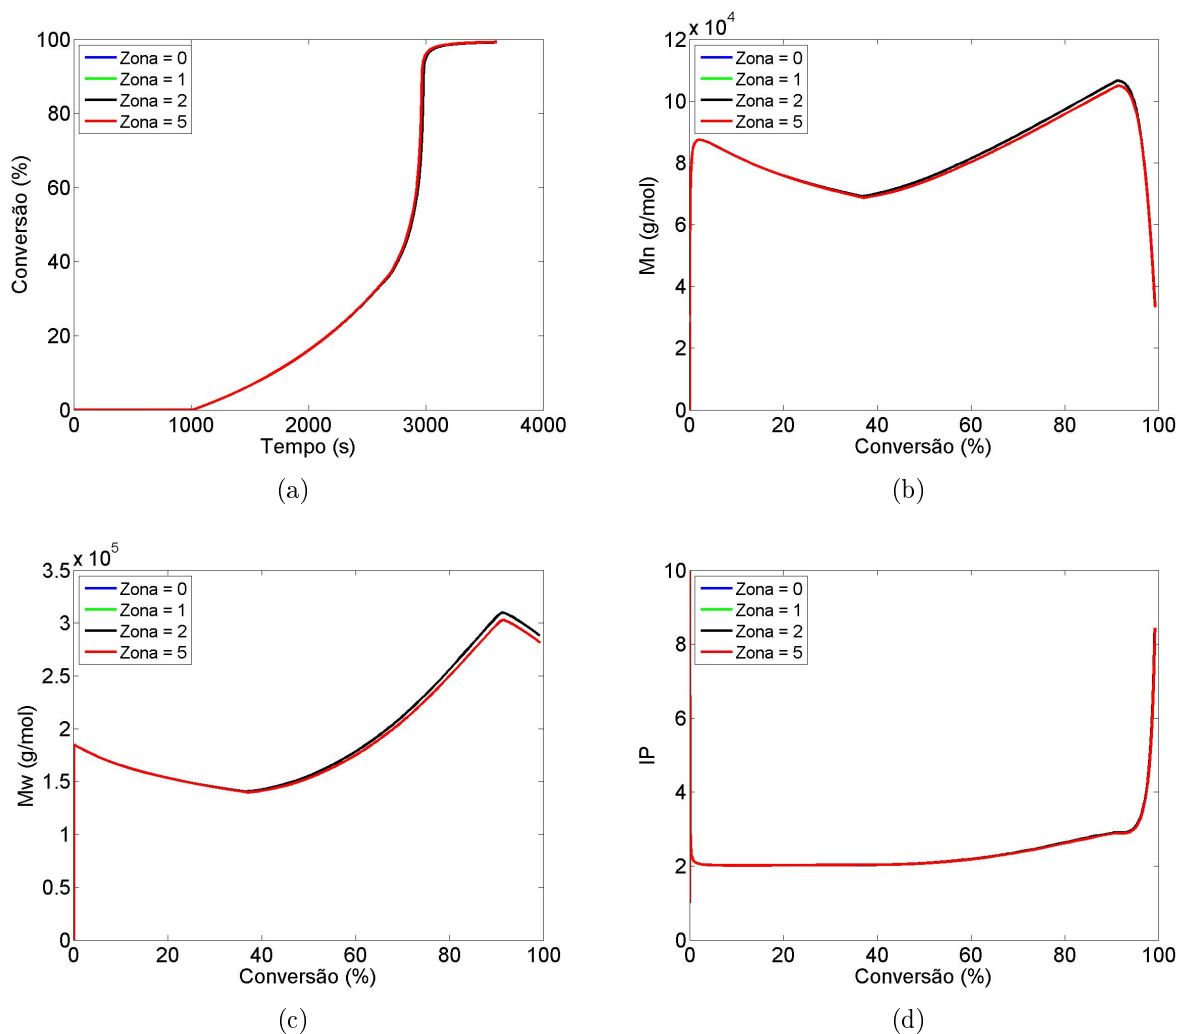 100
80
60
40
20
0
Conversão (%)
Zona = 0
Zona = 1
Zona = 2
Zona = 5
0
1000
2000
3000
4000
Tempo (s)
(a)
x 10^4
12
10
8
6
4
2
0
Mn (g/mol)
Zona = 0
Zona = 1
Zona = 2
Zona = 5
0
20
40
60
80
100
Conversão (%)
(b)
x 10^5
3.5
3
2.5
2
1.5
1
0.5
0
Mw (g/mol)
Zona = 0
Zona = 1
Zona = 2
Zona = 5
0
20
40
60
80
100
Conversão (%)
(c)
10
8
6
4
2
0
IP
Zona = 0
Zona = 1
Zona = 2
Zona = 5
0
20
40
60
80
100
Conversão (%)
(d)